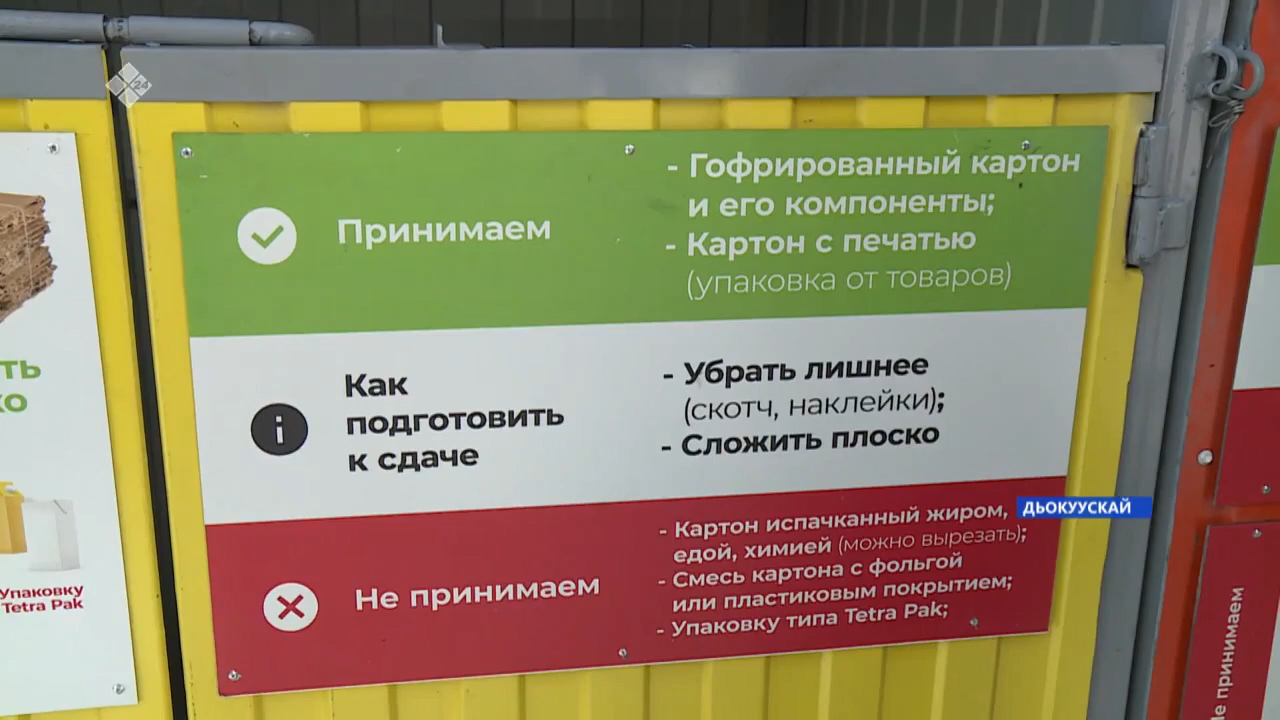 24
Принимаем
- Гофрированный картон
и его компоненты;
- Картон с печатью
(упаковка от товаров)
Как
подготовить
к сдаче
- Убрать лишнее
(скотч, наклейки);
- Сложить плоско
Не принимаем
- Картон испачканный жиром,
едой, химией (можно вырезать);
- Смесь картона с фольгой
или пластиковым покрытием;
- Упаковку типа Tetra Pak;
ДЬОКУУСКАЙ
Упаковку
Tetra Pak
принимаем